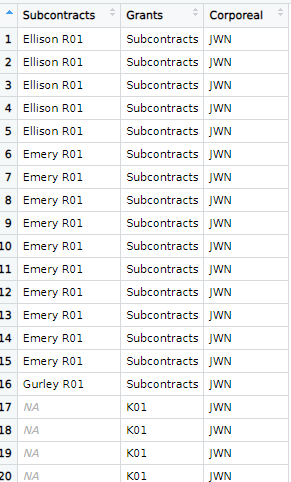 Subcontracts Grants Corporeal
1 Ellison R01 Subcontracts JWN
2 Ellison R01 Subcontracts JWN
3 Ellison R01 Subcontracts JWN
4 Ellison R01 Subcontracts JWN
5 Ellison R01 Subcontracts JWN
6 Emery R01 Subcontracts JWN
7 Emery R01 Subcontracts JWN
8 Emery R01 Subcontracts JWN
9 Emery R01 Subcontracts JWN
10 Emery R01 Subcontracts JWN
11 Emery R01 Subcontracts JWN
12 Emery R01 Subcontracts JWN
13 Emery R01 Subcontracts JWN
14 Emery R01 Subcontracts JWN
15 Emery R01 Subcontracts JWN
16 Gurley R01 Subcontracts JWN
17 NA K01 JWN
18 NA K01 JWN
19 NA K01 JWN
20 NA K01 JWN